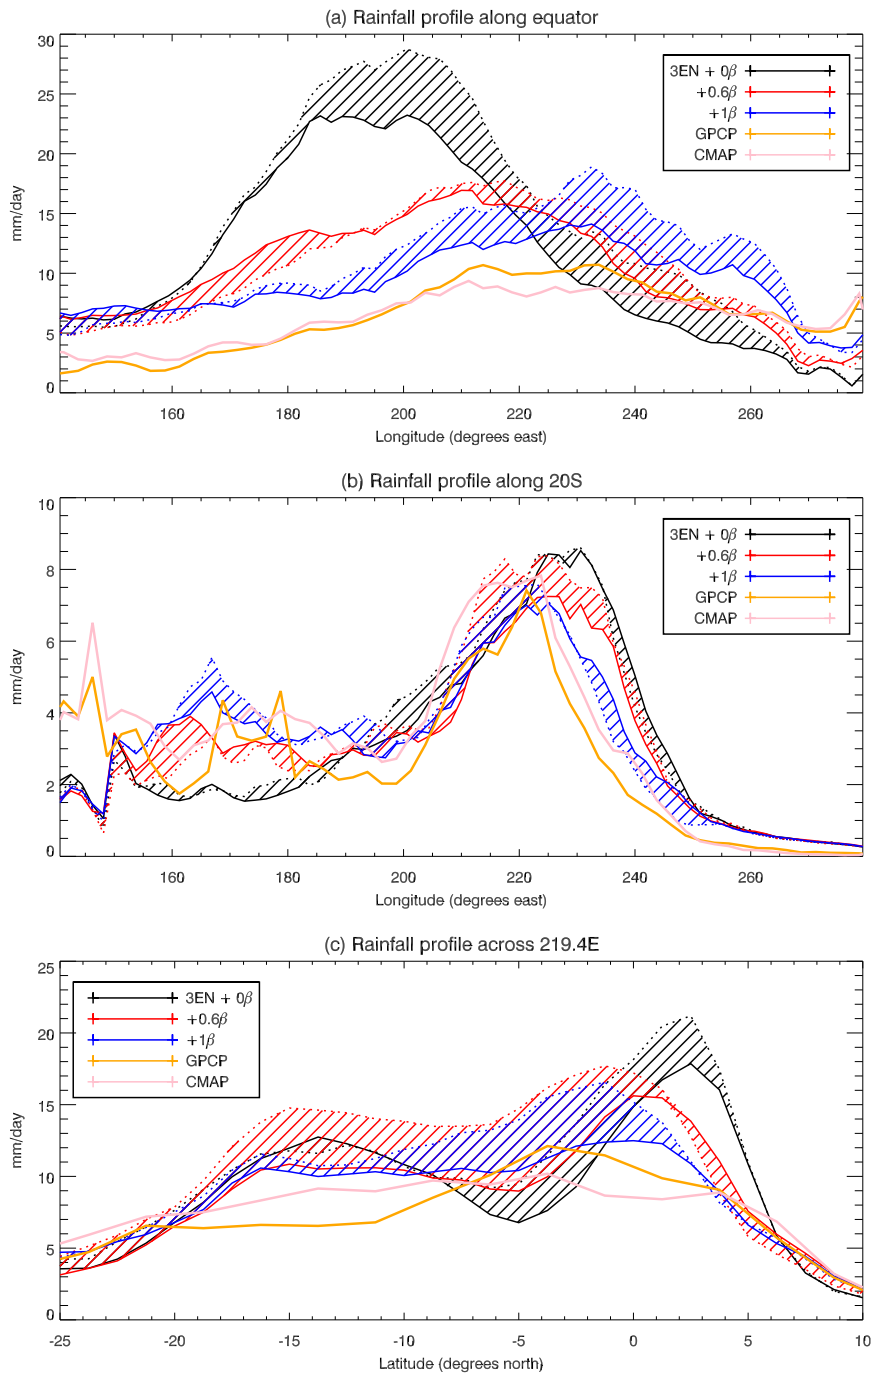 (a) Rainfall profile along equator
30
25
20
15
10
5
0
mm/day
3EN + 0β
+0.6β
+1β
GPCP
CMAP
160 180 200 220 240 260
Longitude (degrees east)
(b) Rainfall profile along 20S
10
8
6
4
2
0
mm/day
3EN + 0β
+0.6β
+1β
GPCP
CMAP
160 180 200 220 240 260
Longitude (degrees east)
(c) Rainfall profile across 219.4E
25
20
15
10
5
0
mm/day
3EN + 0β
+0.6β
+1β
GPCP
CMAP
-25 -20 -15 -10 -5 0 5 10
Latitude (degrees north)